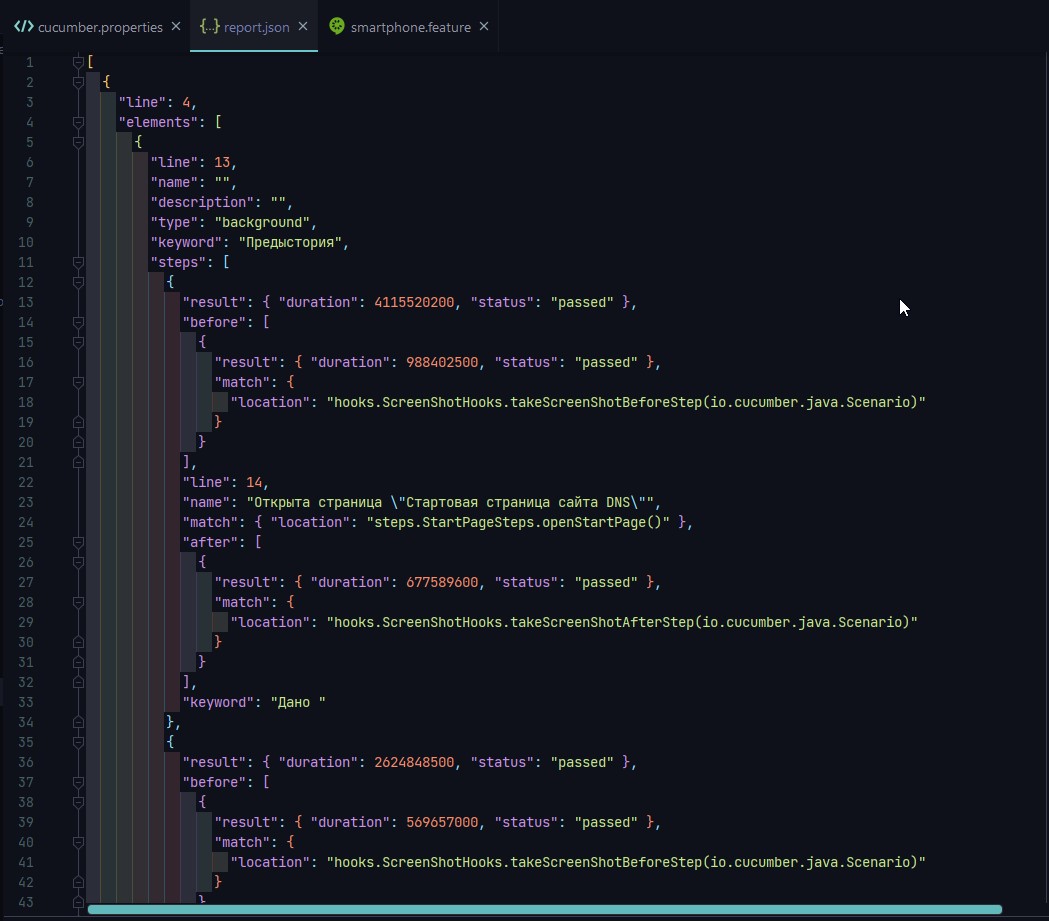 cucumber.properties report.json smartphone.feature
1 [
2 {
3 "line": 4,
4 "elements": [
5 {
6 "line": 13,
7 "name": "",
8 "description": "",
9 "type": "background",
10 "keyword": "Предыстория",
11 "steps": [
12 {
13 "result": { "duration": 4115520200, "status": "passed" },
14 "before": [
15 {
16 "result": { "duration": 988402500, "status": "passed" },
17 "match": {
18 "location": "hooks.ScreenShotHooks.takeScreenShotBeforeStep(io.cucumber.java.Scenario)"
19 }
20 }
21 ],
22 "line": 14,
23 "name": "Открыта страница \"Стартовая страница сайта DNS\"",
24 "match": { "location": "steps.StartPageSteps.openStartPage()" },
25 "after": [
26 {
27 "result": { "duration": 677589600, "status": "passed" },
28 "match": {
29 "location": "hooks.ScreenShotHooks.takeScreenShotAfterStep(io.cucumber.java.Scenario)"
30 }
31 }
32 ],
33 "keyword": "Дано "
34 },
35 {
36 "result": { "duration": 2624848500, "status": "passed" },
37 "before": [
38 {
39 "result": { "duration": 569657000, "status": "passed" },
40 "match": {
41 "location": "hooks.ScreenShotHooks.takeScreenShotBeforeStep(io.cucumber.java.Scenario)"
42 }
43 }